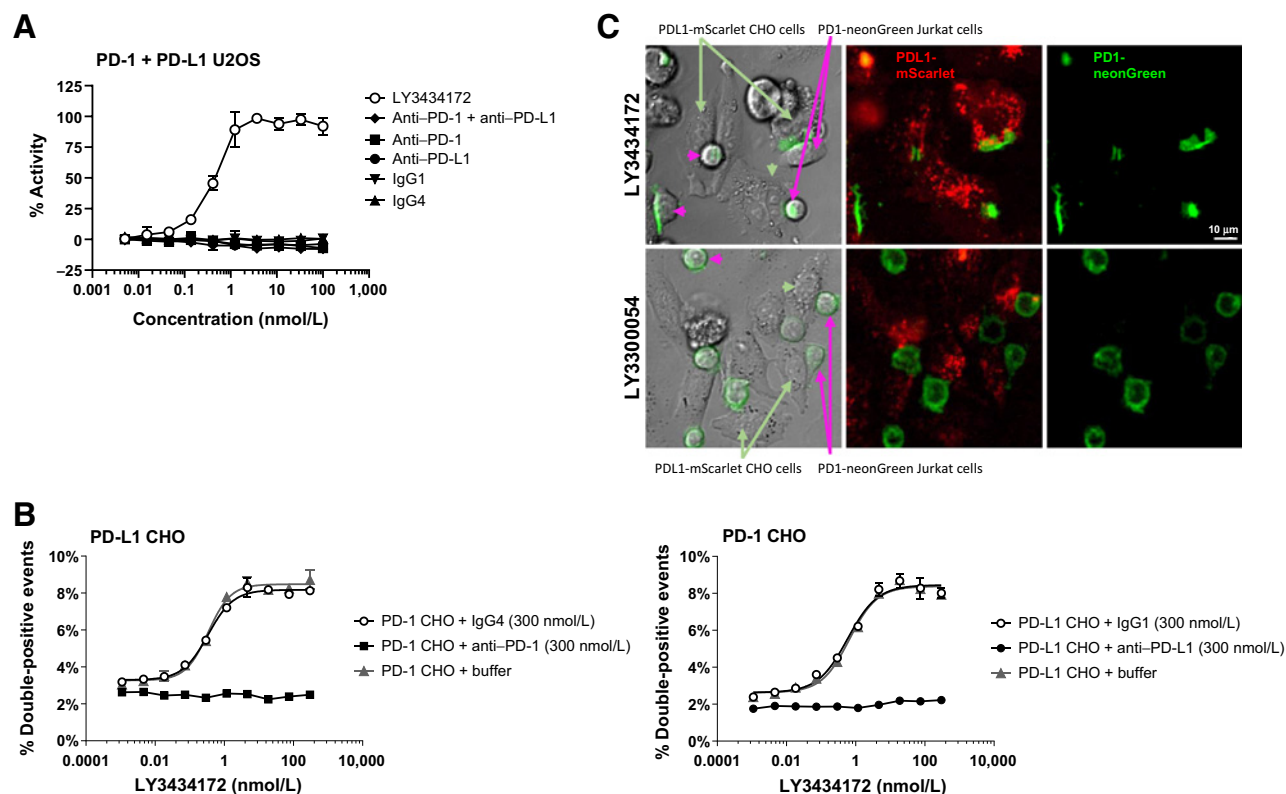 A
PD-1 + PD-L1 U2OS
% Activity
125
100
75
50
25
0
–25
0.001
0.01
0.1
1
10
100
1,000
Concentration (nmol/L)
LY3434172
Anti–PD-1 + anti–PD-L1
Anti–PD-1
Anti–PD-L1
IgG1
IgG4
C
PDL1-mScarlet CHO cells
PD1-neonGreen Jurkat cells
LY3434172
PDL1-
mScarlet
PD1-
neonGreen
10 μm
LY3300054
PDL1-mScarlet CHO cells
PD1-neonGreen Jurkat cells
B
PD-L1 CHO
% Double-positive events
10%
8%
6%
4%
2%
0%
0.0001
0.01
1
100
10,000
LY3434172 (nmol/L)
PD-1 CHO + IgG4 (300 nmol/L)
PD-1 CHO + anti–PD-1 (300 nmol/L)
PD-1 CHO + buffer
PD-1 CHO
% Double-positive events
10%
8%
6%
4%
2%
0%
0.0001
0.01
1
100
10,000
LY3434172 (nmol/L)
PD-L1 CHO + IgG1 (300 nmol/L)
PD-L1 CHO + anti–PD-L1 (300 nmol/L)
PD-L1 CHO + buffer